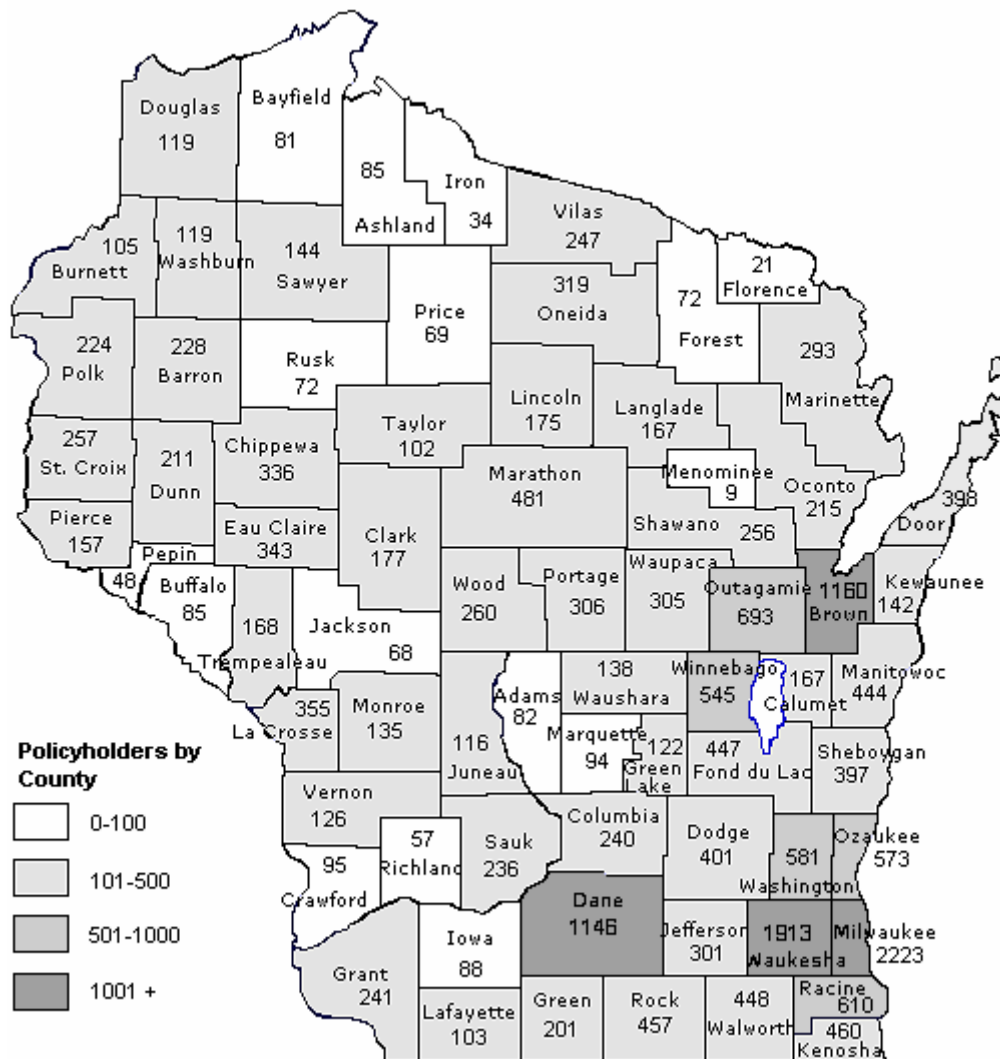 Douglas
119
Bayfield
81
85
Ashland
Iron
34
Vilas
247
105
Burnett
119
Washburn
144
Sawyer
Price
69
319
Oneida
72
Forest
21
Florence
293
Marinette
224
Polk
228
Barron
Rusk
72
Taylor
102
Lincoln
175
Langlade
167
257
St. Croix
211
Dunn
Chippewa
336
Marathon
481
Menominee
9
Oconto
215
398
Door
Pierce
157
Eau Claire
343
Clark
177
Shawano
256
Pepin
48
Buffalo
85
168
Trempealeau
Jackson
68
Wood
260
Portage
306
Waupaca
305
Outagamie
693
1160
Brown
Kewaunee
142
355
La Crosse
Monroe
135
116
Juneau
Adams
82
138
Waushara
Winnebago
545
167
Calumet
Manitowoc
444
Marquette
94
122
Green
Lake
447
Fond du Lac
Sheboygan
397
Policyholders by
County
0-100
101-500
501-1000
1001 +
Vernon
126
57
Richland
Sauk
236
Columbia
240
Dodge
401
581
Washington
Ozaukee
573
95
Crawford
Dane
1146
Jefferson
301
1913
Waukesha
Milwaukee
2223
Grant
241
Iowa
88
Lafayette
103
Green
201
Rock
457
448
Walworth
Racine
610
460
Kenosha